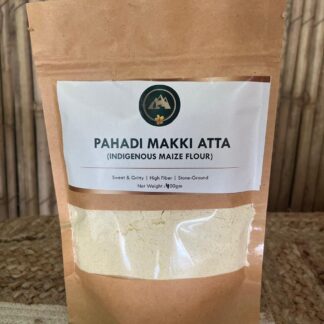 PAHADI MAKKI ATTA
(INDIGENOUS MAIZE FLOUR)
Sweet & Gritty | High Fiber | Stone-Ground
Net Weight :